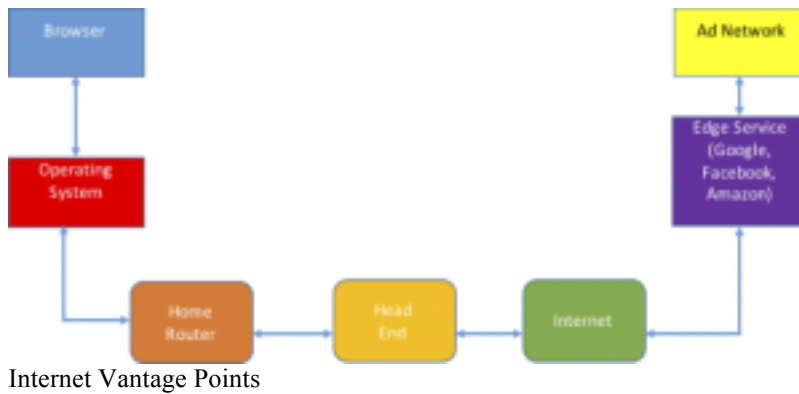 Browser
Ad Network
Edge Service
(Google,
Facebook,
Amazon)
Operating
System
Home
Router
Head
End
Internet
Internet Vantage Points